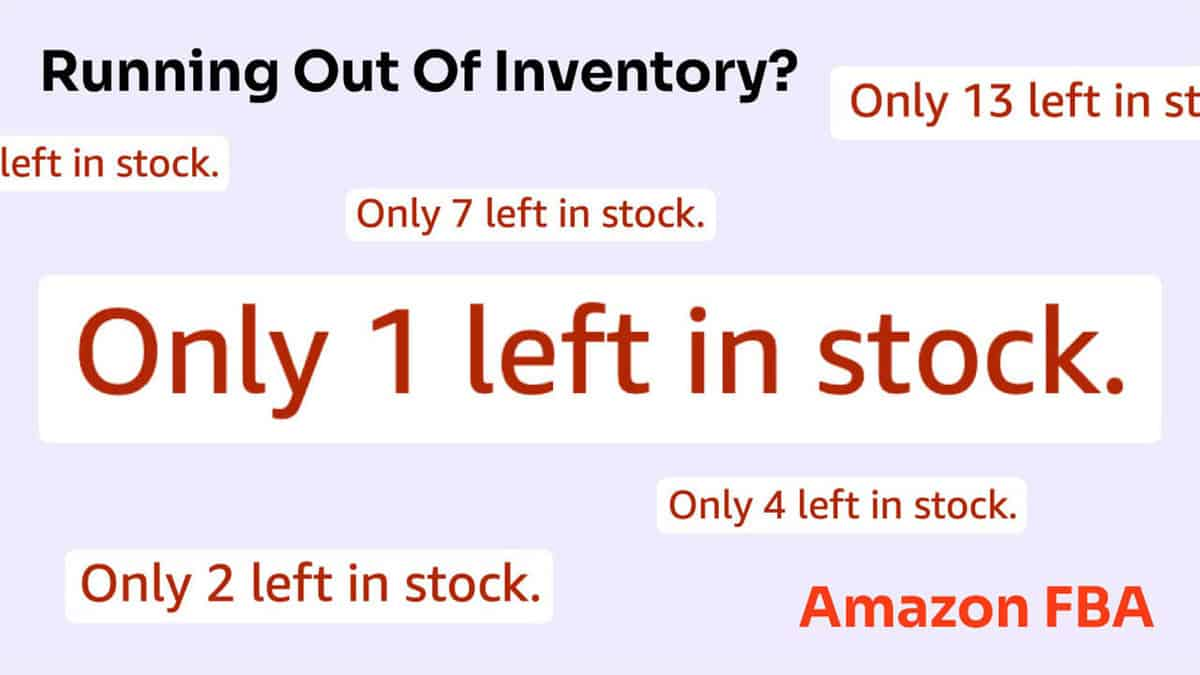 Running Out Of Inventory?
Only 13 left in st
left in stock.
Only 7 left in stock.
Only 1 left in stock.
Only 4 left in stock.
Only 2 left in stock.
Amazon FBA